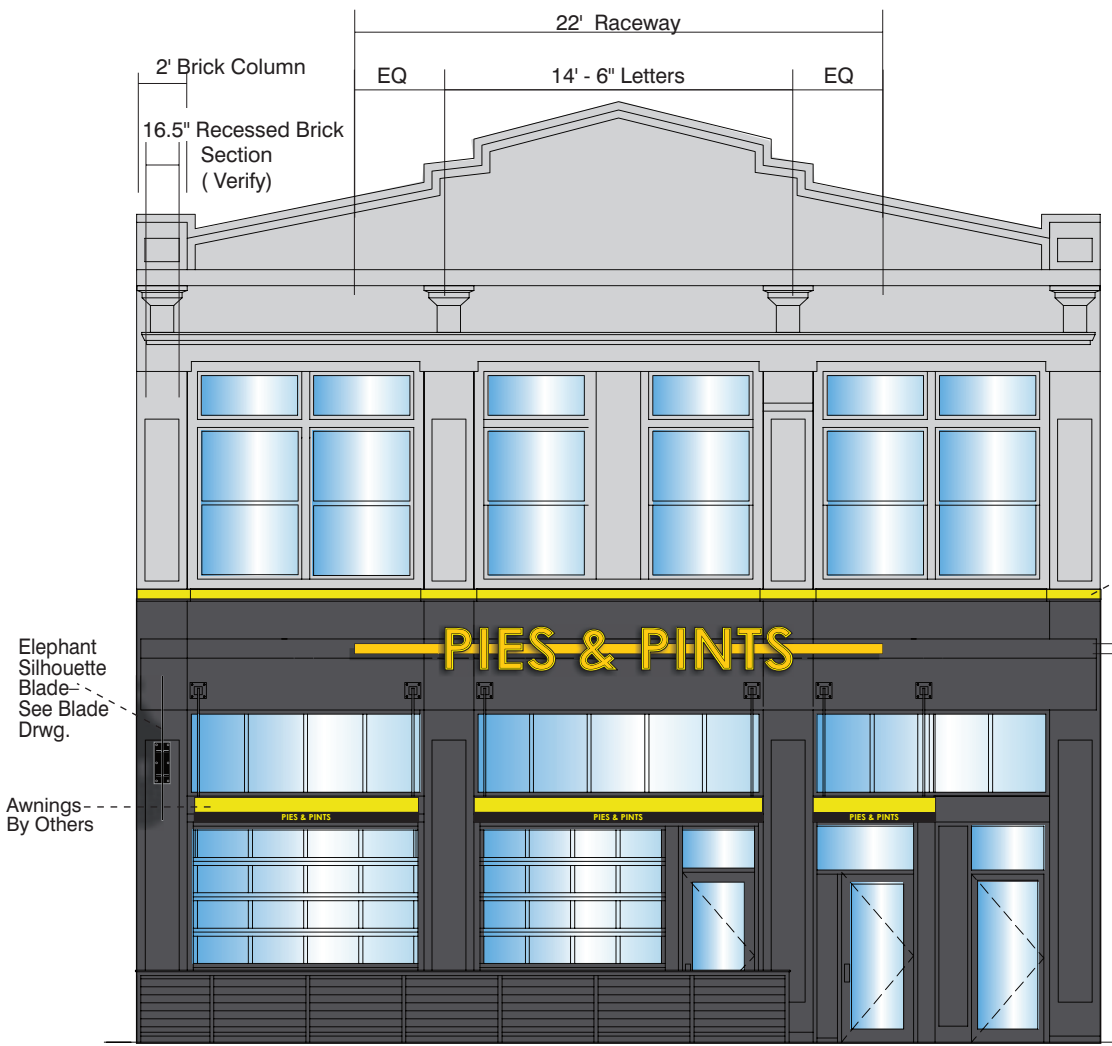 22' Raceway
2' Brick Column
EQ
14' - 6" Letters
EQ
16.5" Recessed Brick
Section
( Verify)
PIES & PINTS
Elephant
Silhouette
Blade
See Blade
Drwg.
Awnings
By Others
PIES & PINTS
PIES & PINTS
PIES & PINTS